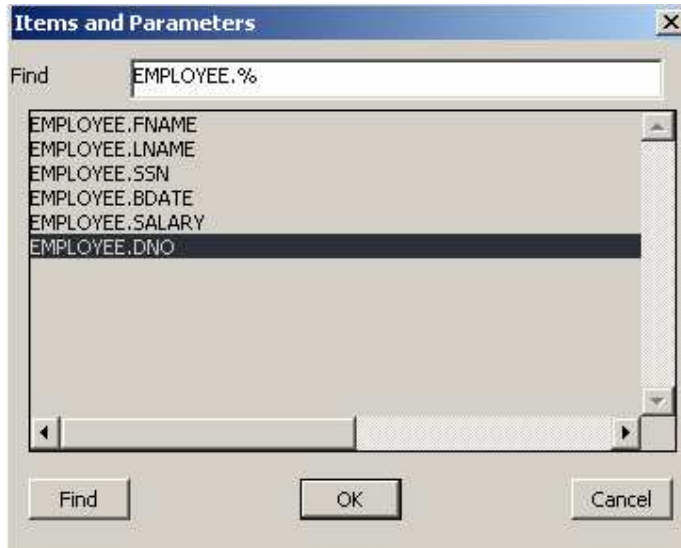 Items and Parameters
Find EMPLOYEE.%
EMPLOYEE.FNAME
EMPLOYEE.LNAME
EMPLOYEE.SSN
EMPLOYEE.BDATE
EMPLOYEE.SALARY
EMPLOYEE.DNO
Find OK Cancel